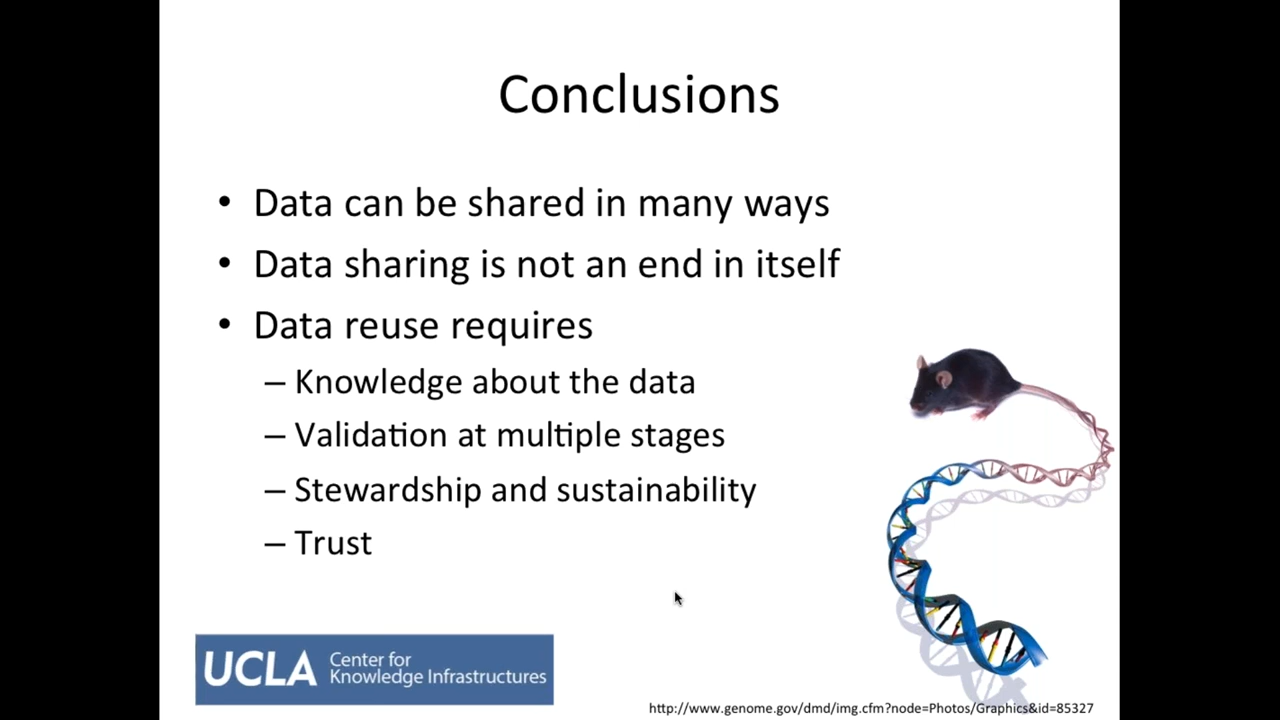 Conclusions
• Data can be shared in many ways
• Data sharing is not an end in itself
• Data reuse requires
– Knowledge about the data
– Validation at multiple stages
– Stewardship and sustainability
– Trust
UCLA Center for
Knowledge Infrastructures
http://www.genome.gov/dmd/img.cfm?node=Photos/Graphics&id=85327